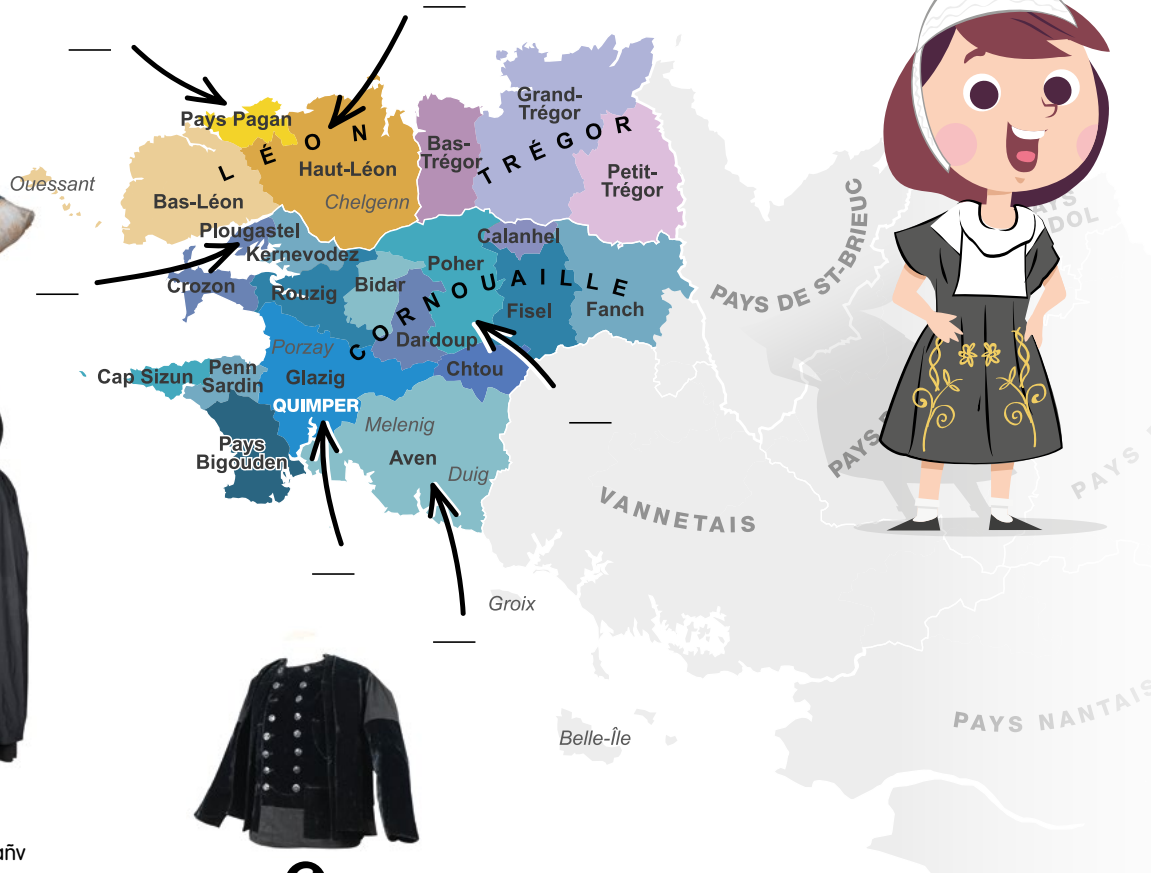 Pays Pagan
LÉON
Haut-Léon
Chelgenn
Bas-Léon
Ouessant
Grand-
Trégor
Bas-
Trégor
TRÉGOR
Petit-
Trégor
Plougastel
Kernevodez
Crozon
Rouzig
Bidar
Poher
Calanhel
CORNOUAILLE
Fisel
Fanch
Dardoup
Porzay
Chtou
Cap Sizun
Penn
Sardin
Glazig
QUIMPER
Melenig
Pays
Bigouden
Aven
Duig
PAYS DE ST-BRIEUC
DOL
PAYS
PAYS
VANNETAIS
Groix
Belle-Île
PAYS NANTAIS